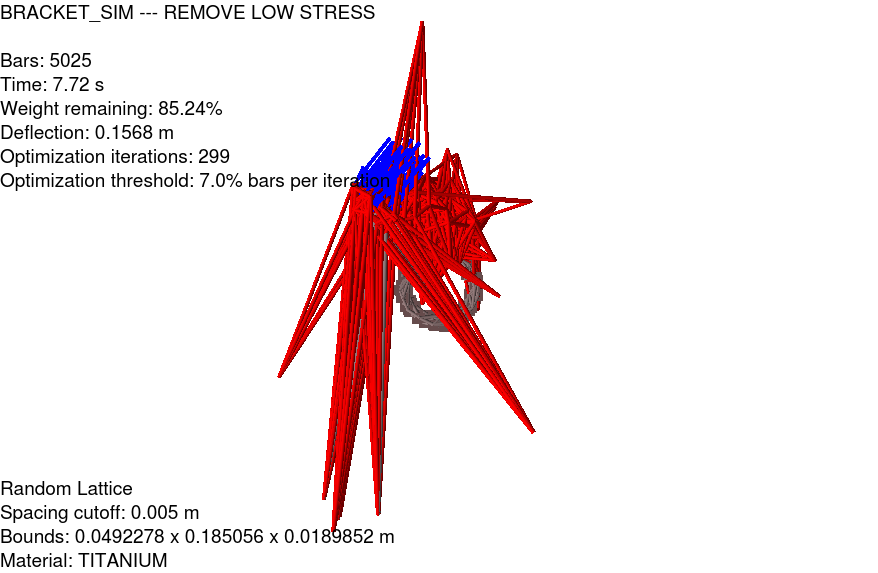 BRACKET_SIM --- REMOVE LOW STRESS
Bars: 5025
Time: 7.72 s
Weight remaining: 85.24%
Deflection: 0.1568 m
Optimization iterations: 299
Optimization threshold: 7.0% bars per iteration
Random Lattice
Spacing cutoff: 0.005 m
Bounds: 0.0492278 x 0.185056 x 0.0189852 m
Material: TITANIUM